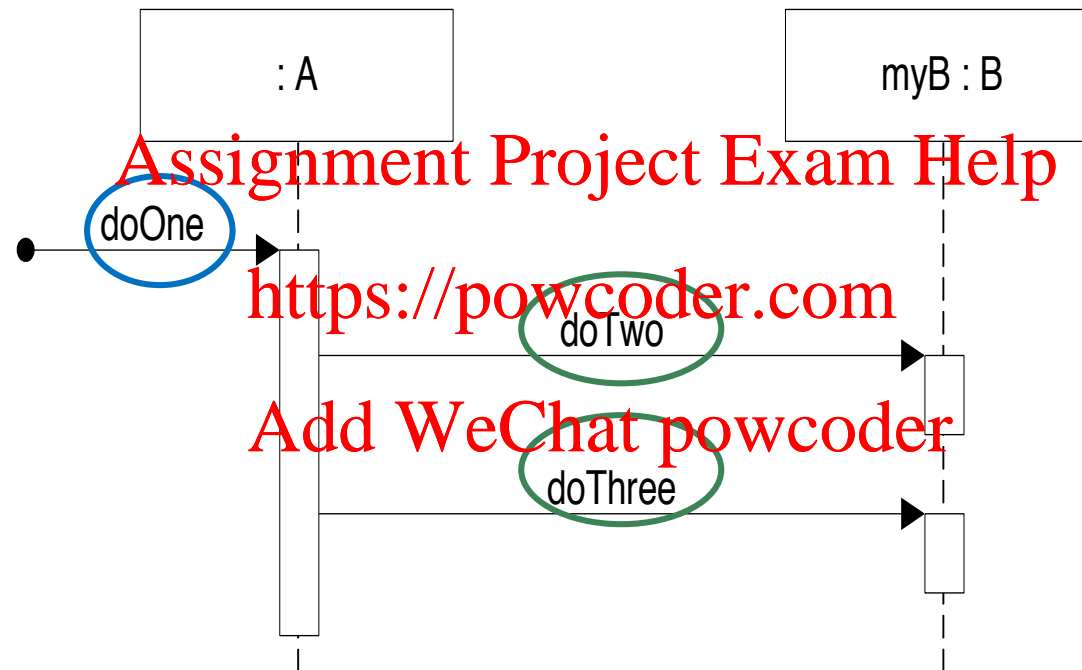 : A
myB : B
Assignment Project Exam Help
doOne
https://powcoder.com
doTwo
Add WeChat powcoder
doThree